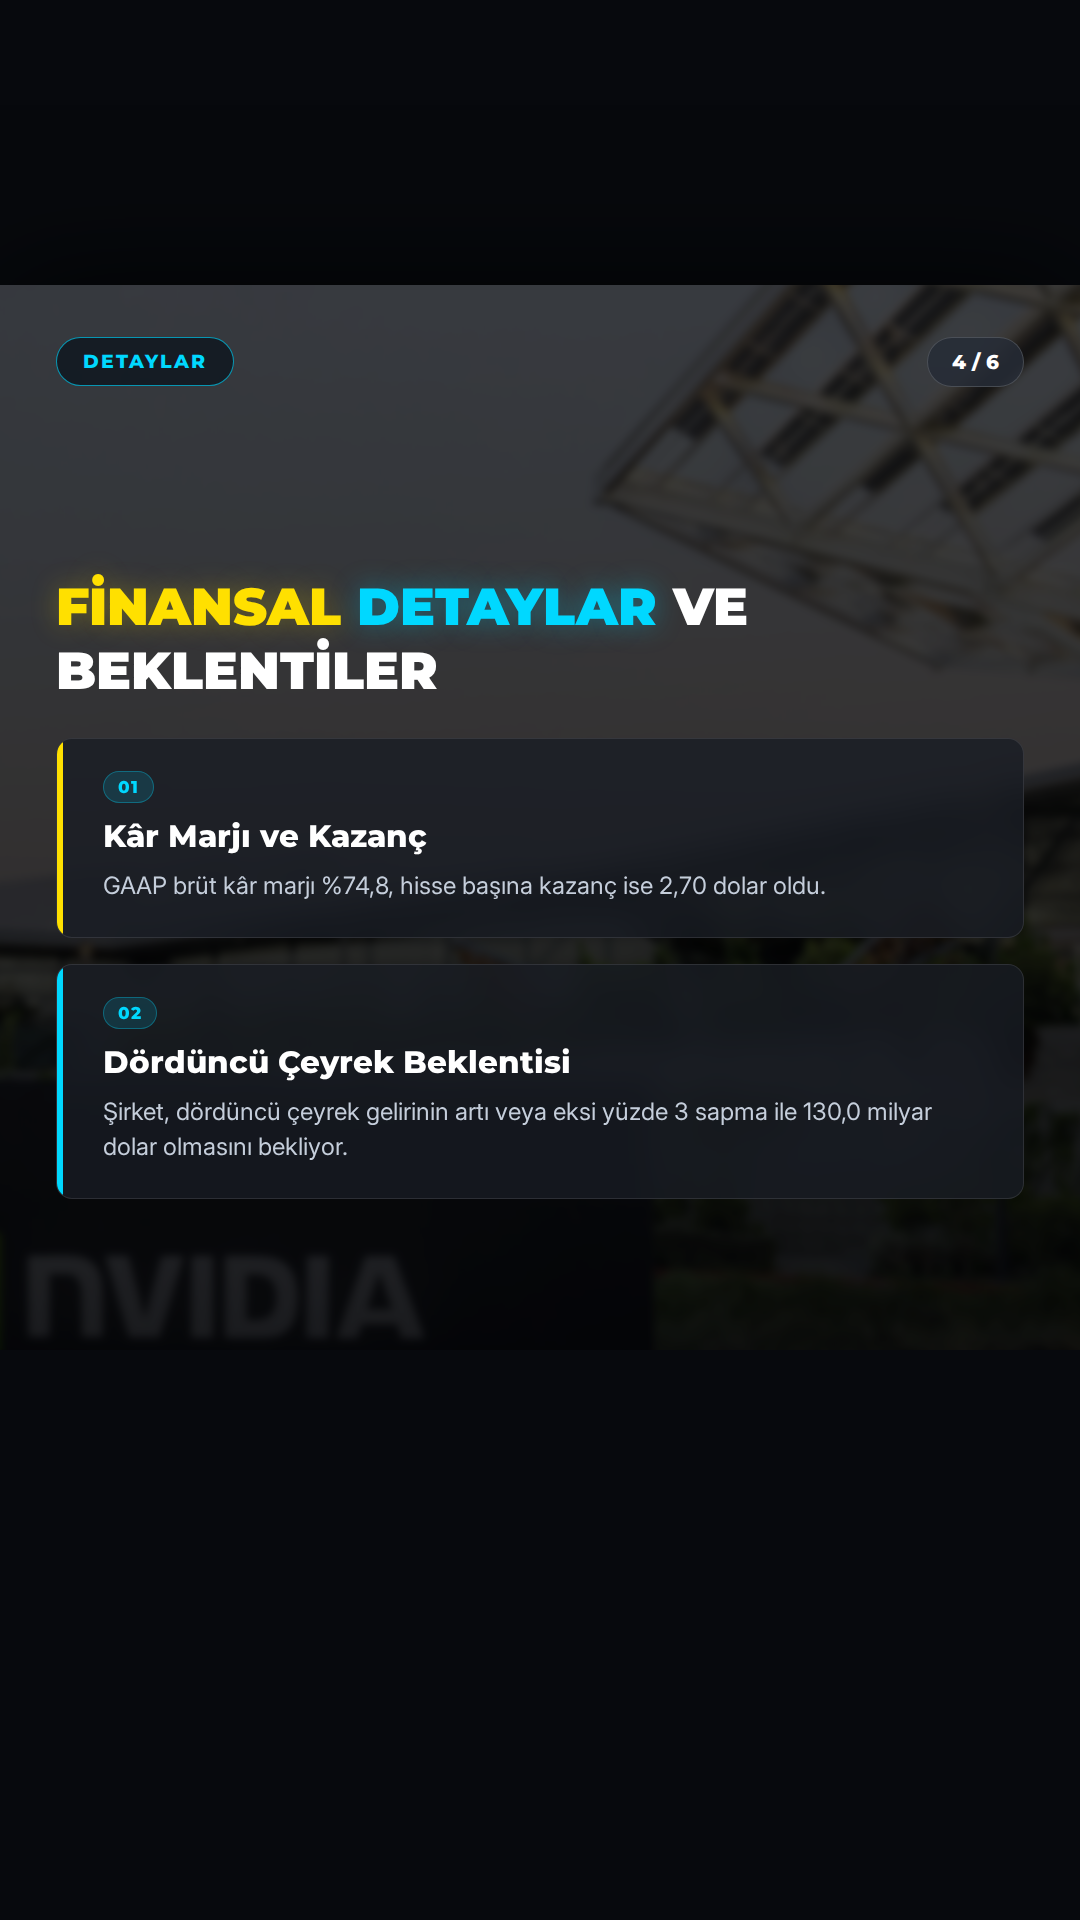 DETAYLAR
4 / 6
FİNANSAL DETAYLAR VE
BEKLENTİLER
01
Kâr Marjı ve Kazanç
GAAP brüt kâr marjı %74,8, hisse başına kazanç ise 2,70 dolar oldu.
02
Dördüncü Çeyrek Beklentisi
Şirket, dördüncü çeyrek gelirinin artı veya eksi yüzde 3 sapma ile 130,0 milyar
dolar olmasını bekliyor.
NVIDIA